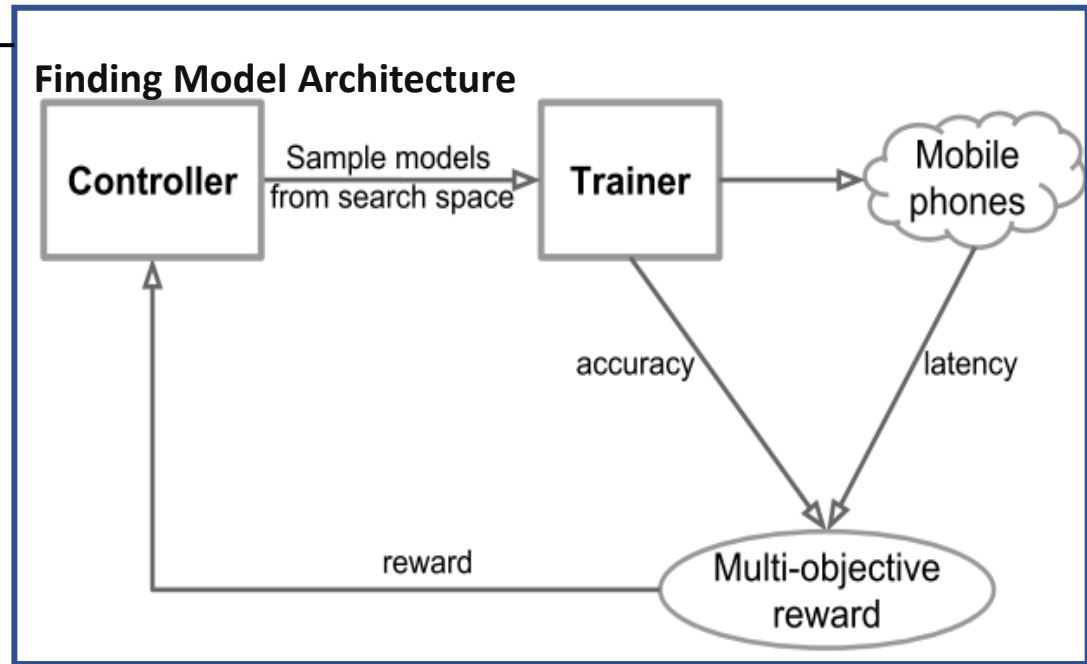 Finding Model Architecture
Controller
Sample models
from search space
Trainer
Mobile
phones
accuracy
latency
reward
Multi-objective
reward